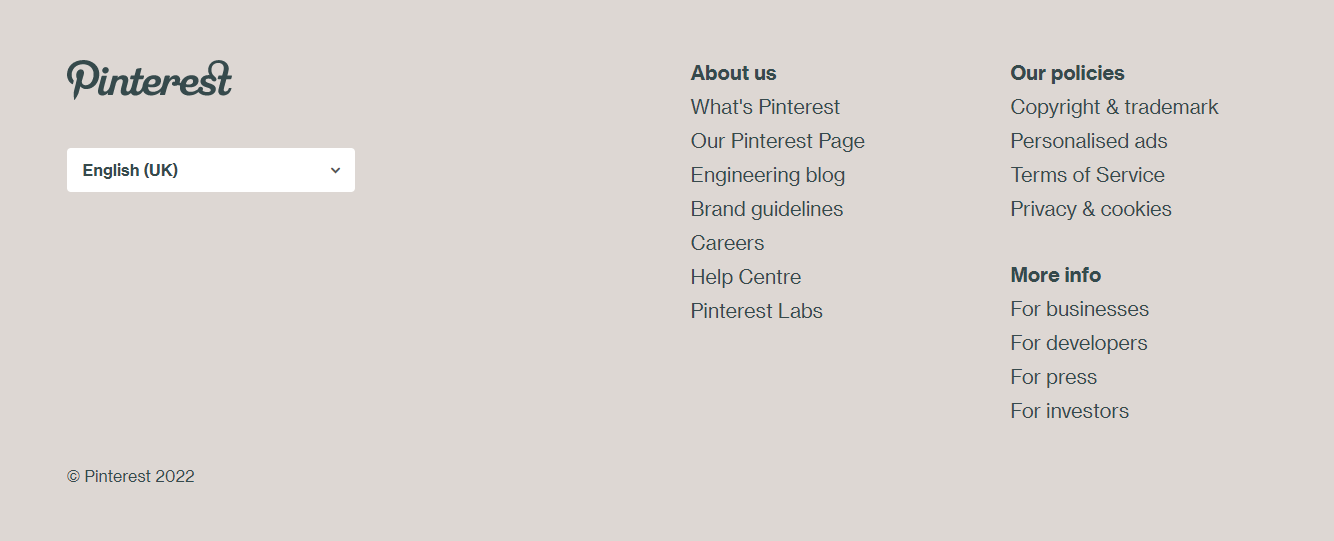 Pinterest
English (UK)
About us
What's Pinterest
Our Pinterest Page
Engineering blog
Brand guidelines
Careers
Help Centre
Pinterest Labs
Our policies
Copyright & trademark
Personalised ads
Terms of Service
Privacy & cookies
More info
For businesses
For developers
For press
For investors
© Pinterest 2022